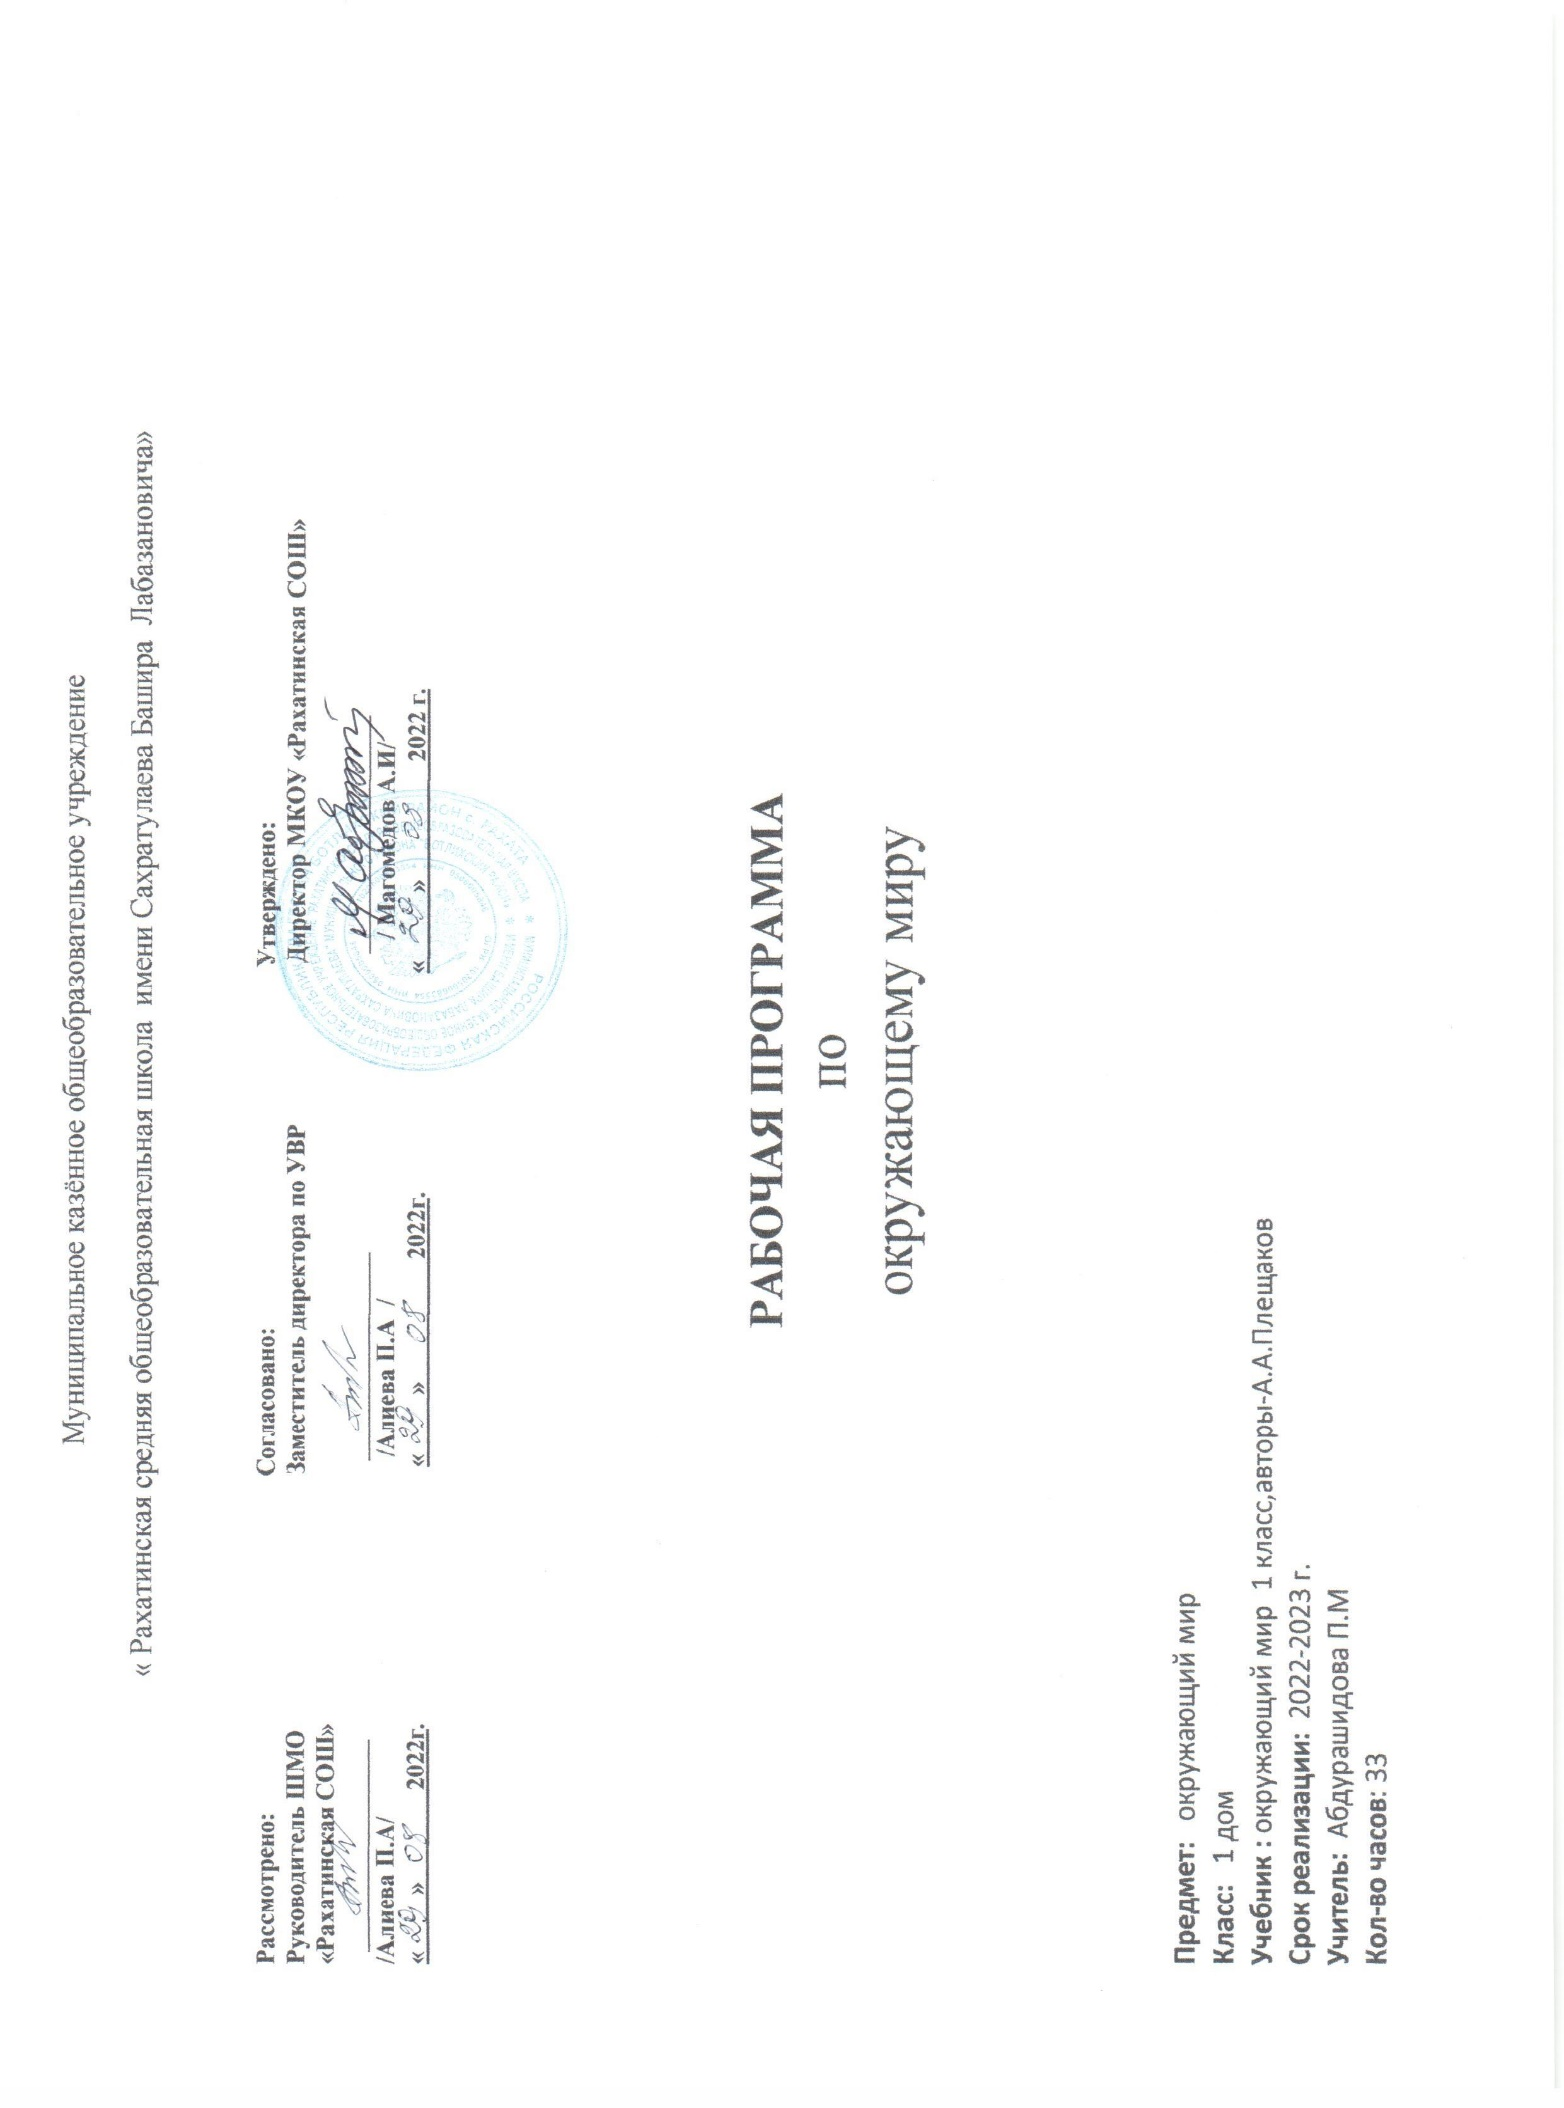 Муниципальное казённое общеобразовательное учреждение
« Рахатинская средняя общеобразовательная школа имени Сахратулаева Башира Лабазановича»
Рассмотрено:
Руководитель ШМО
«Рахатинская СОШ»
/Алиева П.А/
« 29 » 08 2022г.
Согласовано:
Заместитель директора по УВР
/Алиева П.А /
« 29 » 08 2022г.
Утверждено:
Директор МКОУ «Рахатинская СОШ»
/ Магомедов А.И/
« 29 » 08 2022 г.
РАБОЧАЯ ПРОГРАММА
ПО
окружающему миру
Предмет: окружающий мир
Класс: 1 дом
Учебник : окружающий мир 1 класс,авторы-А.А.Плещаков
Срок реализации: 2022-2023 г.
Учитель: Абдурашидова П.М
Кол-во часов: 33